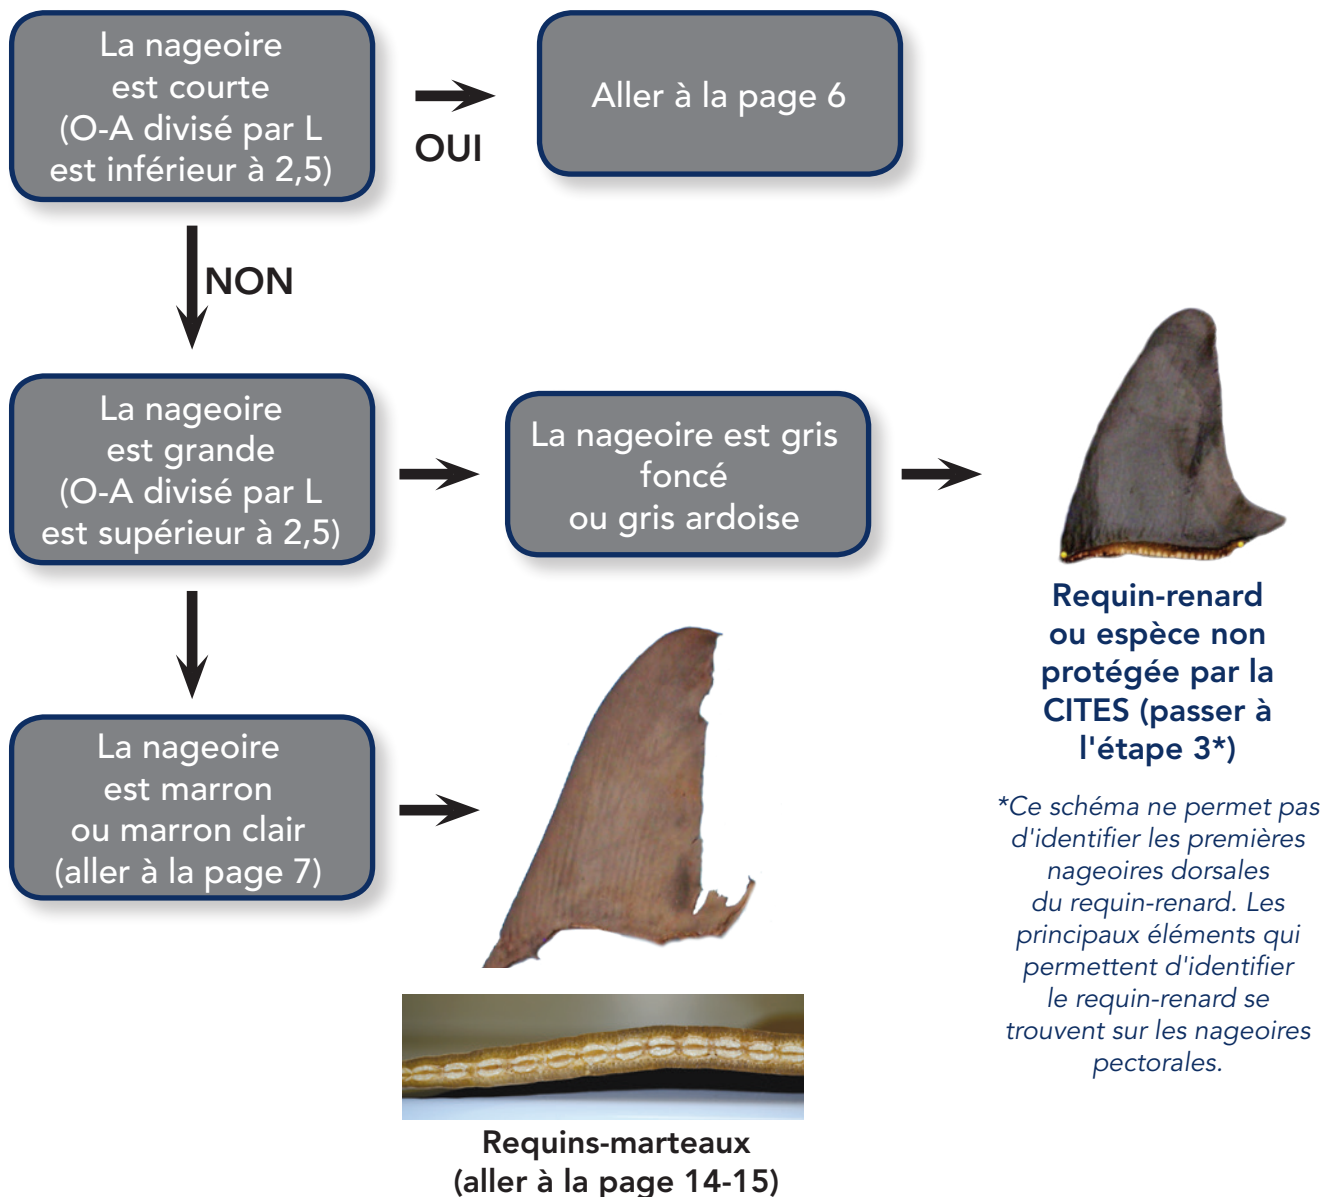 La nageoire
est courte
(O-A divisé par L
est inférieur à 2,5)
OUI
Aller à la page 6
NON
La nageoire
est grande
(O-A divisé par L
est supérieur à 2,5)
La nageoire est gris
foncé
ou gris ardoise
Requin-renard
ou espèce non
protégée par la
CITES (passer à
l'étape 3*)
*Ce schéma ne permet pas
d'identifier les premières
nageoires dorsales
du requin-renard. Les
principaux éléments qui
permettent d'identifier
le requin-renard se
trouvent sur les nageoires
pectorales.
La nageoire
est marron
ou marron clair
(aller à la page 7)
Requins-marteaux
(aller à la page 14-15)